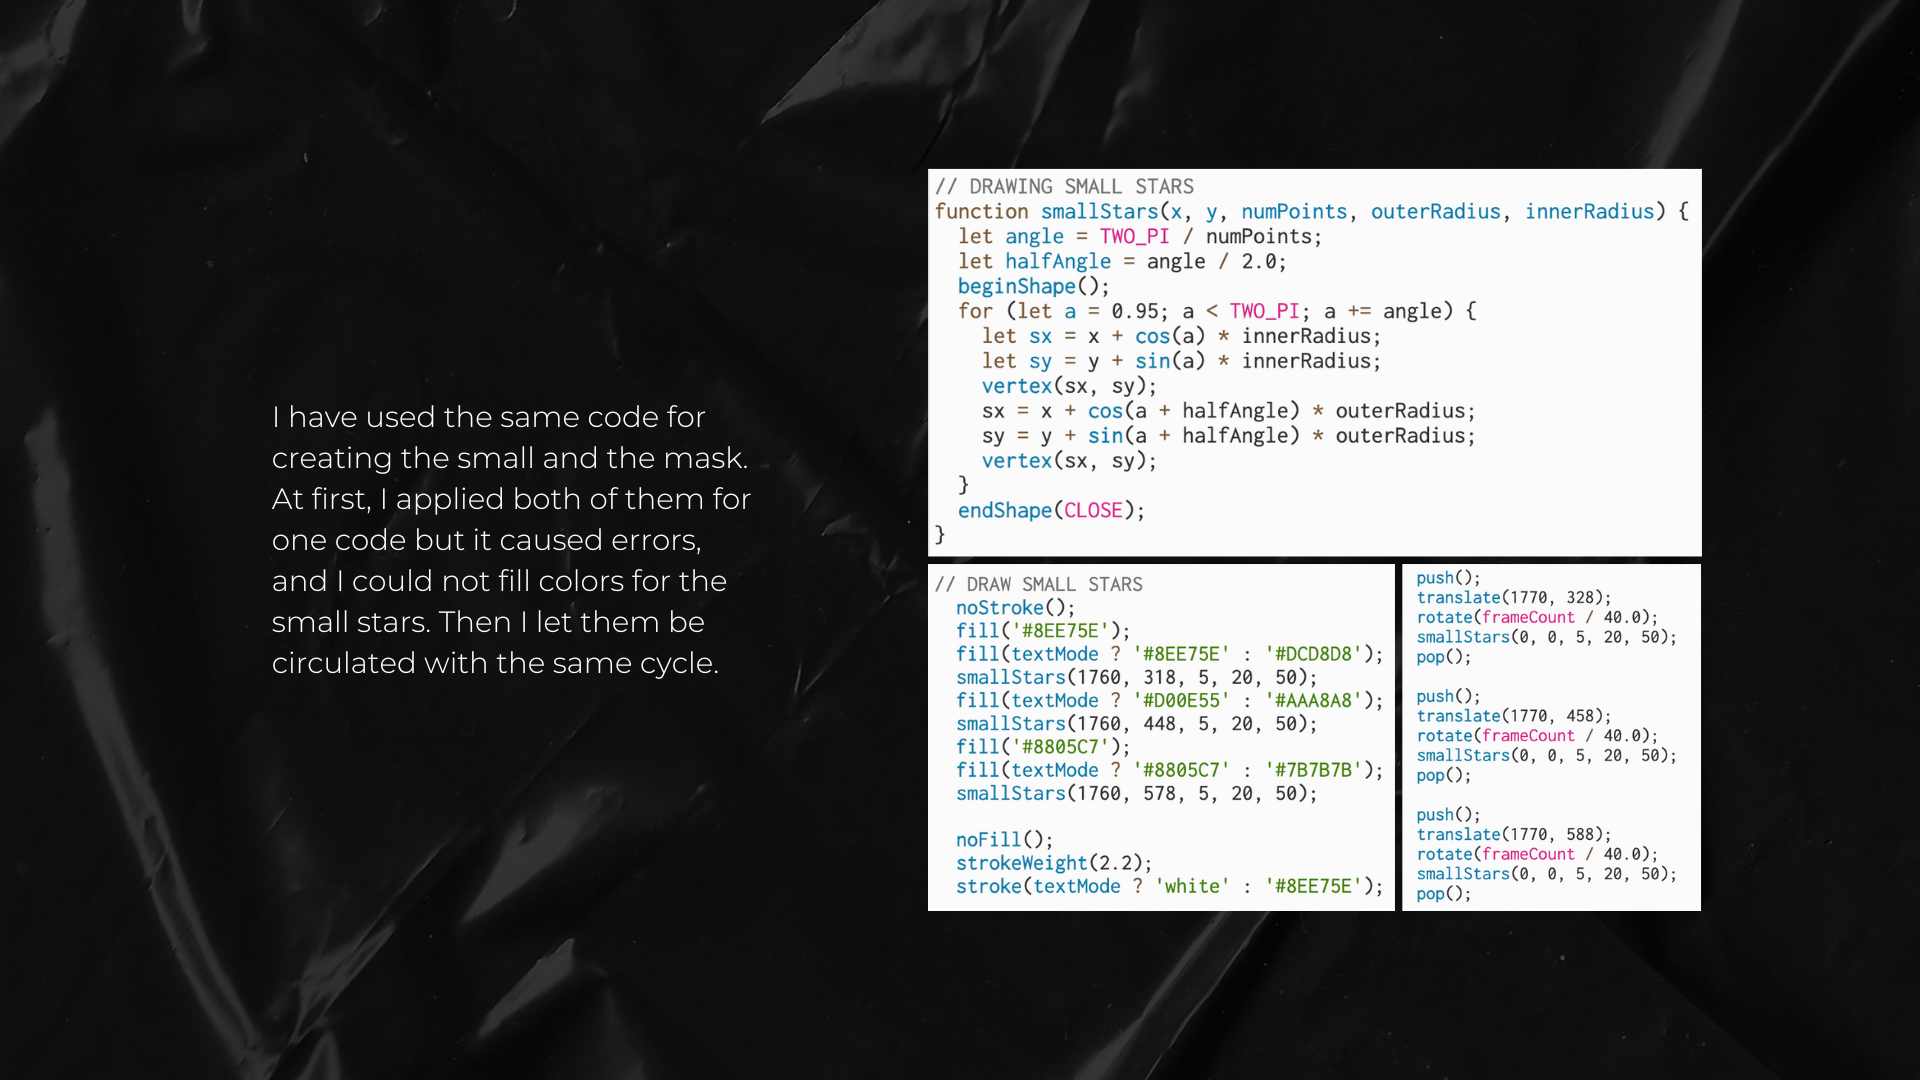 I have used the same code for
creating the small and the mask.
At first, I applied both of them for
one code but it caused errors,
and I could not fill colors for the
small stars. Then I let them be
circulated with the same cycle.
// DRAWING SMALL STARS
function smallStars(x, y, numPoints, outerRadius, innerRadius) {
  let angle = TWO_PI / numPoints;
  let halfAngle = angle / 2.0;
  beginShape();
  for (let a = 0.95; a < TWO_PI; a += angle) {
    let sx = x + cos(a) * innerRadius;
    let sy = y + sin(a) * innerRadius;
    vertex(sx, sy);
    sx = x + cos(a + halfAngle) * outerRadius;
    sy = y + sin(a + halfAngle) * outerRadius;
    vertex(sx, sy);
  }
  endShape(CLOSE);
}
// DRAW SMALL STARS
  noStroke();
  fill('#8EE75E');
  fill(textMode ? '#8EE75E' : '#DCD8D8');
  smallStars(1760, 318, 5, 20, 50);
  fill(textMode ? '#D00E55' : '#AAA8A8');
  smallStars(1760, 448, 5, 20, 50);
  fill('#8805C7');
  fill(textMode ? '#8805C7' : '#7B7B7B');
  smallStars(1760, 578, 5, 20, 50);
  noFill();
  strokeWeight(2.2);
  stroke(textMode ? 'white' : '#8EE75E');
push();
translate(1770, 328);
rotate(frameCount / 40.0);
smallStars(0, 0, 5, 20, 50);
pop();
push();
translate(1770, 458);
rotate(frameCount / 40.0);
smallStars(0, 0, 5, 20, 50);
pop();
push();
translate(1770, 588);
rotate(frameCount / 40.0);
smallStars(0, 0, 5, 20, 50);
pop();